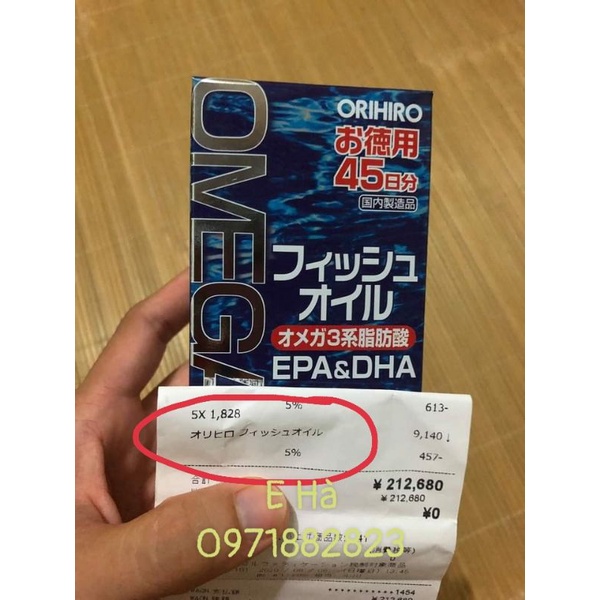 OMEGA
ORIHIRO
お徳用
45日分
国内製造品
フィッシュ
オイル
オメガ3系脂肪酸
EPA&DHA
5% 613-
5X 1,828
オリヒロ フィッシュオイル 9,140↓
5% 457-
¥212,680
¥212,680
¥0
E Hà
0971882823
1454